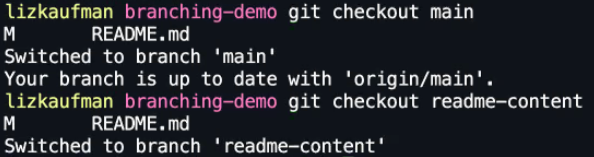 lizkaufman branching-demo git checkout main
M       README.md
Switched to branch 'main'
Your branch is up to date with 'origin/main'.
lizkaufman branching-demo git checkout readme-content
M       README.md
Switched to branch 'readme-content'